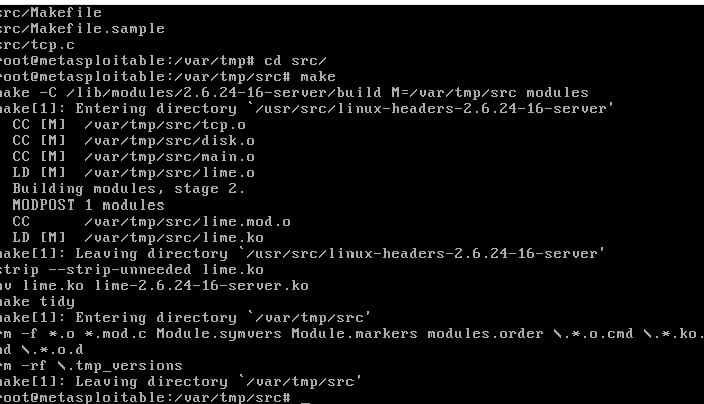 src/Makefile
src/Makefile.sample
src/tcp.c
root@metasploitable:/var/tmp# cd src/
root@metasploitable:/var/tmp/src# make
make -C /lib/modules/2.6.24-16-server/build M=/var/tmp/src modules
make[1]: Entering directory `/usr/src/linux-headers-2.6.24-16-server'
CC [M]  /var/tmp/src/tcp.o
CC [M]  /var/tmp/src/disk.o
CC [M]  /var/tmp/src/main.o
LD [M]  /var/tmp/src/lime.o
Building modules, stage 2.
MODPOST 1 modules
CC      /var/tmp/src/lime.mod.o
LD [M]  /var/tmp/src/lime.ko
make[1]: Leaving directory `/usr/src/linux-headers-2.6.24-16-server'
strip --strip-unneeded lime.ko
mv lime.ko lime-2.6.24-16-server.ko
make tidy
make[1]: Entering directory `/var/tmp/src'
rm -f *.o *.mod.c Module.symvers Module.markers modules.order \.*.o.cmd \.*.ko.
md \.*.o.d
rm -rf \.tmp_versions
make[1]: Leaving directory `/var/tmp/src'
root@metasploitable:/var/tmp/src# _